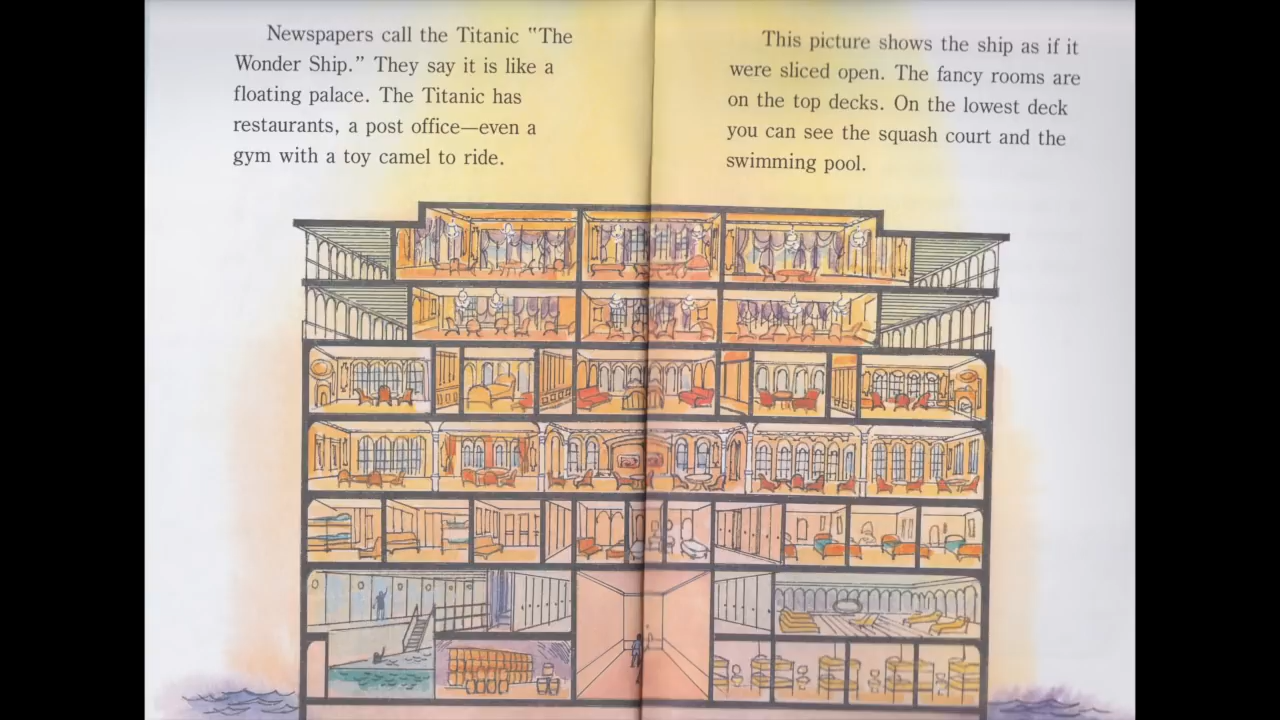 Newspapers call the Titanic "The
Wonder Ship." They say it is like a
floating palace. The Titanic has
restaurants, a post office—even a
gym with a toy camel to ride.
This picture shows the ship as if it
were sliced open. The fancy rooms are
on the top decks. On the lowest deck
you can see the squash court and the
swimming pool.